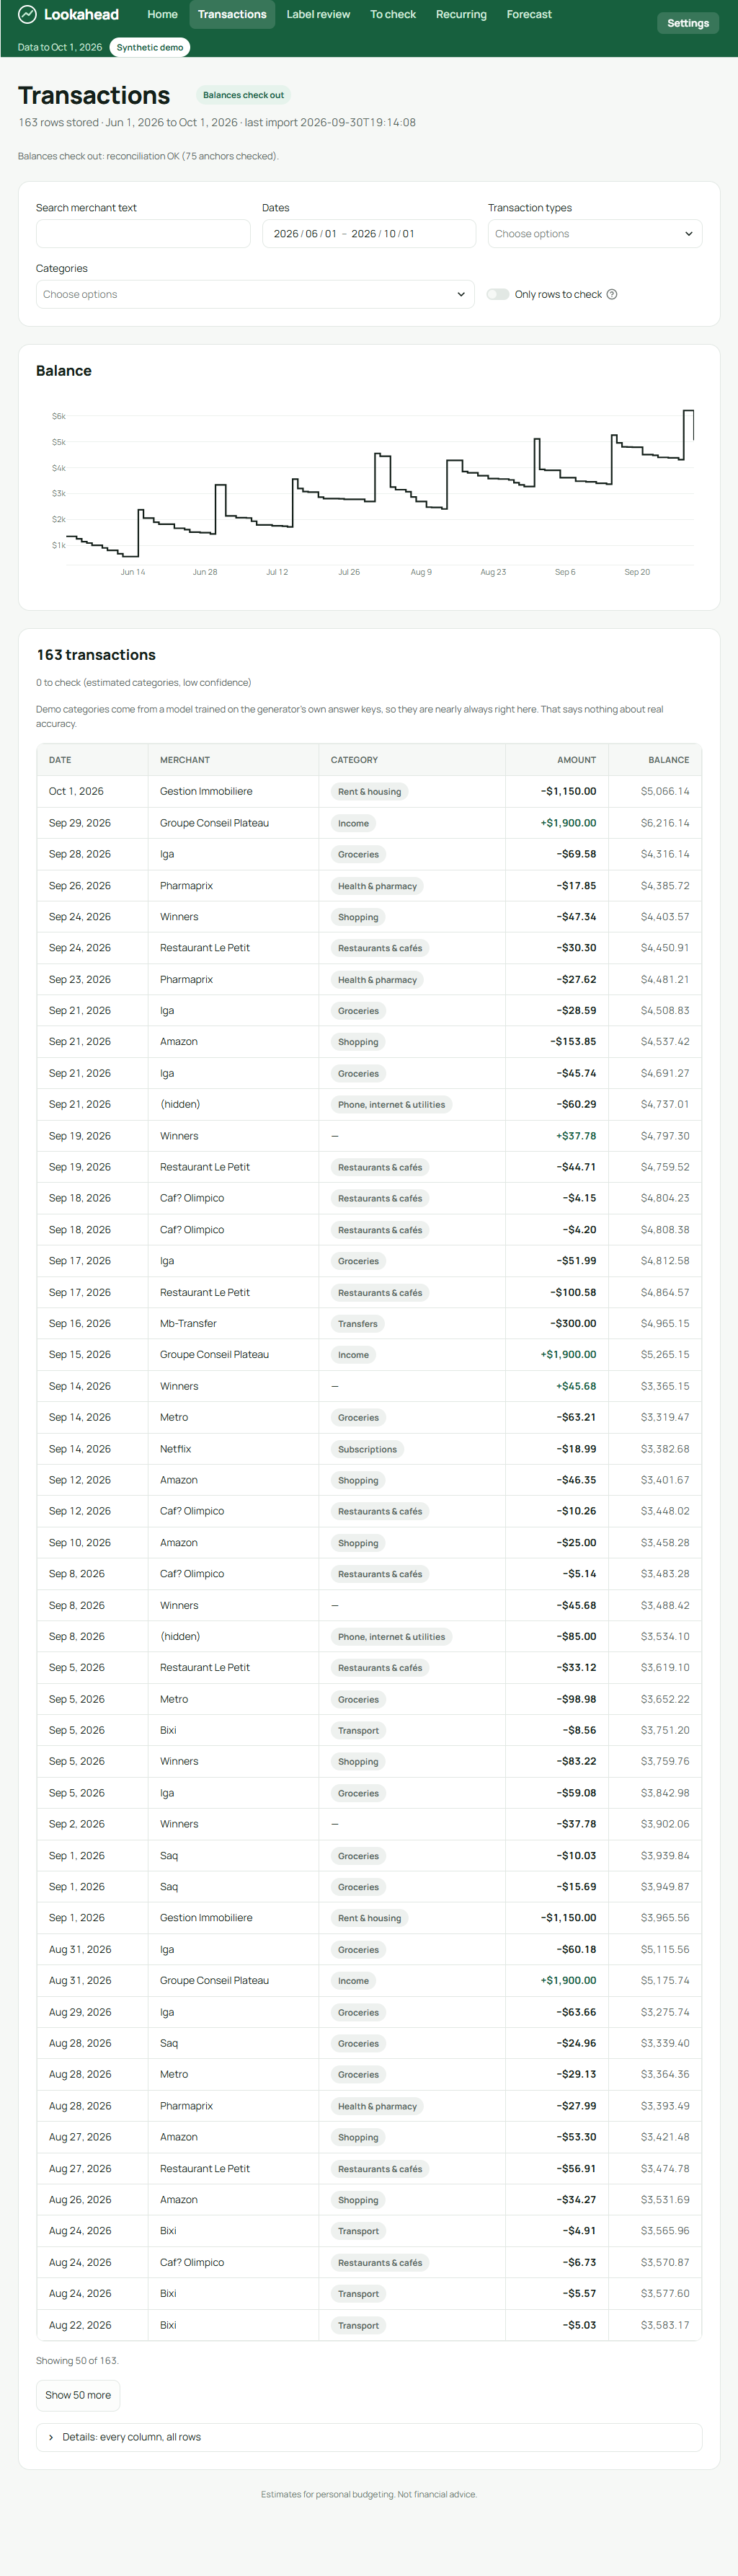 Lookahead Home Transactions Label review To check Recurring Forecast Settings
Data to Oct 1, 2026 Synthetic demo
Transactions Balances check out
163 rows stored · Jun 1, 2026 to Oct 1, 2026 · last import 2026-09-30T19:14:08
Balances check out: reconciliation OK (75 anchors checked).
Search merchant text Dates Transaction types
2026 / 06 / 01 – 2026 / 10 / 01 Choose options
Categories
Choose options Only rows to check
Balance
$6k
$5k
$4k
$3k
$2k
$1k
Jun 14 Jun 28 Jul 12 Jul 26 Aug 9 Aug 23 Sep 6 Sep 20
163 transactions
0 to check (estimated categories, low confidence)
Demo categories come from a model trained on the generator's own answer keys, so they are nearly always right here. That says nothing about real
accuracy.
DATE MERCHANT CATEGORY AMOUNT BALANCE
Oct 1, 2026 Gestion Immobiliere Rent & housing −$1,150.00 $5,066.14
Sep 29, 2026 Groupe Conseil Plateau Income +$1,900.00 $6,216.14
Sep 28, 2026 Iga Groceries −$69.58 $4,316.14
Sep 26, 2026 Pharmaprix Health & pharmacy −$17.85 $4,385.72
Sep 24, 2026 Winners Shopping −$47.34 $4,403.57
Sep 24, 2026 Restaurant Le Petit Restaurants & cafés −$30.30 $4,450.91
Sep 23, 2026 Pharmaprix Health & pharmacy −$27.62 $4,481.21
Sep 21, 2026 Iga Groceries −$28.59 $4,508.83
Sep 21, 2026 Amazon Shopping −$153.85 $4,537.42
Sep 21, 2026 Iga Groceries −$45.74 $4,691.27
Sep 21, 2026 (hidden) Phone, internet & utilities −$60.29 $4,737.01
Sep 19, 2026 Winners — +$37.78 $4,797.30
Sep 19, 2026 Restaurant Le Petit Restaurants & cafés −$44.71 $4,759.52
Sep 18, 2026 Caf? Olimpico Restaurants & cafés −$4.15 $4,804.23
Sep 18, 2026 Caf? Olimpico Restaurants & cafés −$4.20 $4,808.38
Sep 17, 2026 Iga Groceries −$51.99 $4,812.58
Sep 17, 2026 Restaurant Le Petit Restaurants & cafés −$100.58 $4,864.57
Sep 16, 2026 Mb-Transfer Transfers −$300.00 $4,965.15
Sep 15, 2026 Groupe Conseil Plateau Income +$1,900.00 $5,265.15
Sep 14, 2026 Winners — +$45.68 $3,365.15
Sep 14, 2026 Metro Groceries −$63.21 $3,319.47
Sep 14, 2026 Netflix Subscriptions −$18.99 $3,382.68
Sep 12, 2026 Amazon Shopping −$46.35 $3,401.67
Sep 12, 2026 Caf? Olimpico Restaurants & cafés −$10.26 $3,448.02
Sep 10, 2026 Amazon Shopping −$25.00 $3,458.28
Sep 8, 2026 Caf? Olimpico Restaurants & cafés −$5.14 $3,483.28
Sep 8, 2026 Winners — −$45.68 $3,488.42
Sep 8, 2026 (hidden) Phone, internet & utilities −$85.00 $3,534.10
Sep 5, 2026 Restaurant Le Petit Restaurants & cafés −$33.12 $3,619.10
Sep 5, 2026 Metro Groceries −$98.98 $3,652.22
Sep 5, 2026 Bixi Transport −$8.56 $3,751.20
Sep 5, 2026 Winners Shopping −$83.22 $3,759.76
Sep 5, 2026 Iga Groceries −$59.08 $3,842.98
Sep 2, 2026 Winners — −$37.78 $3,902.06
Sep 1, 2026 Saq Groceries −$10.03 $3,939.84
Sep 1, 2026 Saq Groceries −$15.69 $3,949.87
Sep 1, 2026 Gestion Immobiliere Rent & housing −$1,150.00 $3,965.56
Aug 31, 2026 Iga Groceries −$60.18 $5,115.56
Aug 31, 2026 Groupe Conseil Plateau Income +$1,900.00 $5,175.74
Aug 29, 2026 Iga Groceries −$63.66 $3,275.74
Aug 28, 2026 Saq Groceries −$24.96 $3,339.40
Aug 28, 2026 Metro Groceries −$29.13 $3,364.36
Aug 28, 2026 Pharmaprix Health & pharmacy −$27.99 $3,393.49
Aug 27, 2026 Amazon Shopping −$53.30 $3,421.48
Aug 27, 2026 Restaurant Le Petit Restaurants & cafés −$56.91 $3,474.78
Aug 26, 2026 Amazon Shopping −$34.27 $3,531.69
Aug 24, 2026 Bixi Transport −$4.91 $3,565.96
Aug 24, 2026 Caf? Olimpico Restaurants & cafés −$6.73 $3,570.87
Aug 24, 2026 Bixi Transport −$5.57 $3,577.60
Aug 22, 2026 Bixi Transport −$5.03 $3,583.17
Showing 50 of 163.
Show 50 more
Details: every column, all rows
Estimates for personal budgeting. Not financial advice.